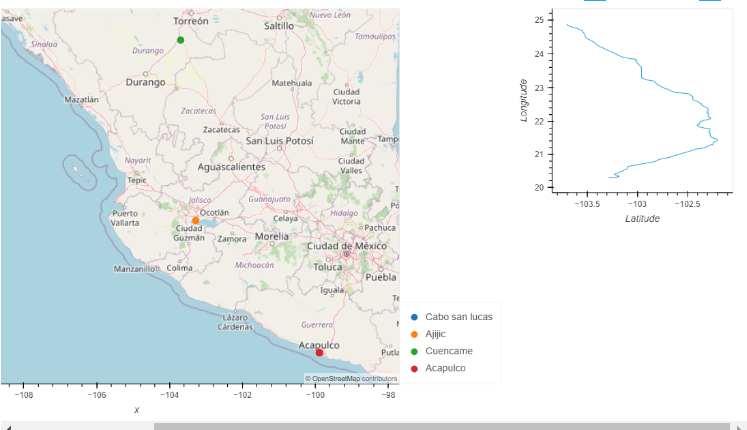 asave
Torreón
Nuevo León
Saltillo
Sinaloa
Durango
Tamaulipas
Durango
Matehuala
Ciudad
Victoria
Mazatlán
Zacatecas
San Luis
Potosí
Zacatecas
Ciudad
Mante
Tamp
San Luis Potosí
Nayarit
Aguascalientes
Ciudad
Valles
Tepic
Jalisco
Guanajuato
Puerto
Vallarta
Ocotlán
Hidalgo
Po
Ciudad
Guzmán
Zamora
Celaya
Pachuca
Morelia
Ciudad de México
Manzanillo
Colima
Michoacán
Toluca
Puebla
Iguala
Te
Lázaro
Cárdenas
Guerrero
Acapulco
Putla
© OpenStreetMap contributors
−108
−106
−104
−102
−100
−98
x
Cabo san lucas
Ajijic
Cuencame
Acapulco
25
24
23
22
21
20
Longitude
−103.5
−103
−102.5
Latitude